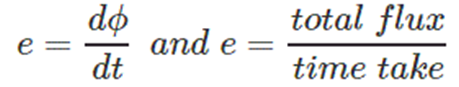 e = dϕ/dt and e = total flux/time take